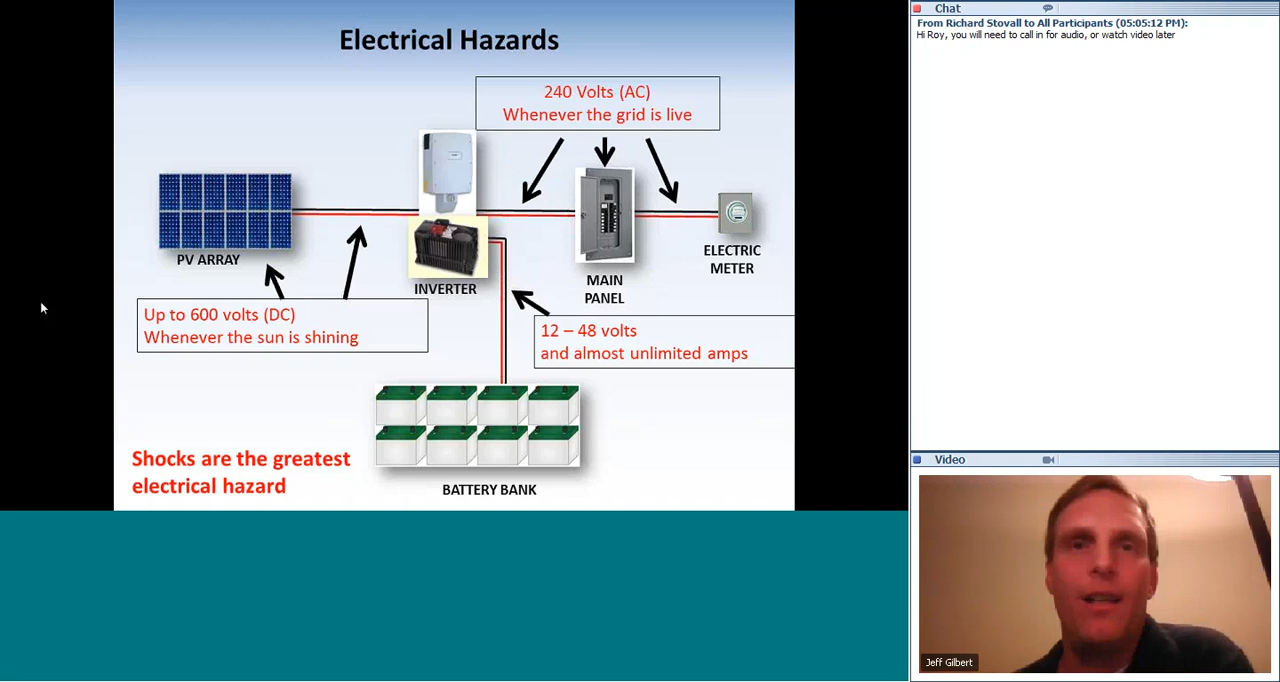 Electrical Hazards
240 Volts (AC)
Whenever the grid is live
PV ARRAY
INVERTER
MAIN
PANEL
ELECTRIC
METER
Up to 600 volts (DC)
Whenever the sun is shining
12 – 48 volts
and almost unlimited amps
Shocks are the greatest
electrical hazard
BATTERY BANK
Chat
From Richard Stovall to All Participants (05:05:12 PM):
Hi Roy, you will need to call in for audio, or watch video later
Video
Jeff Gilbert